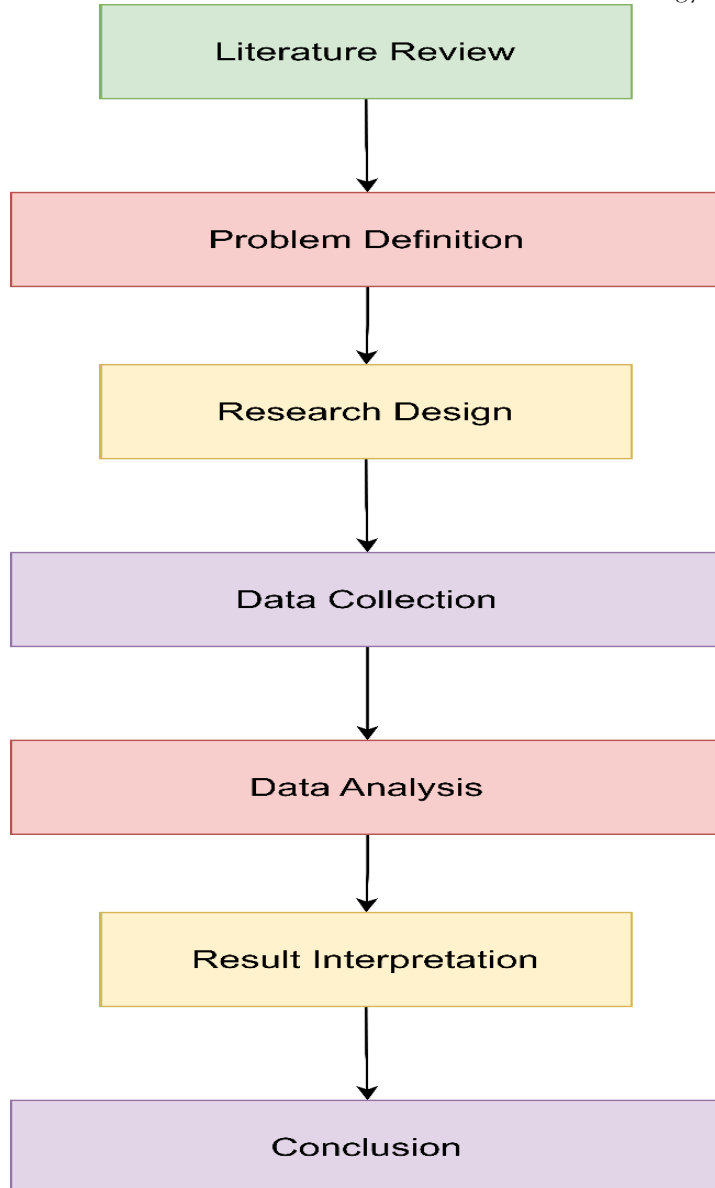 Literature Review
Problem Definition
Research Design
Data Collection
Data Analysis
Result Interpretation
Conclusion